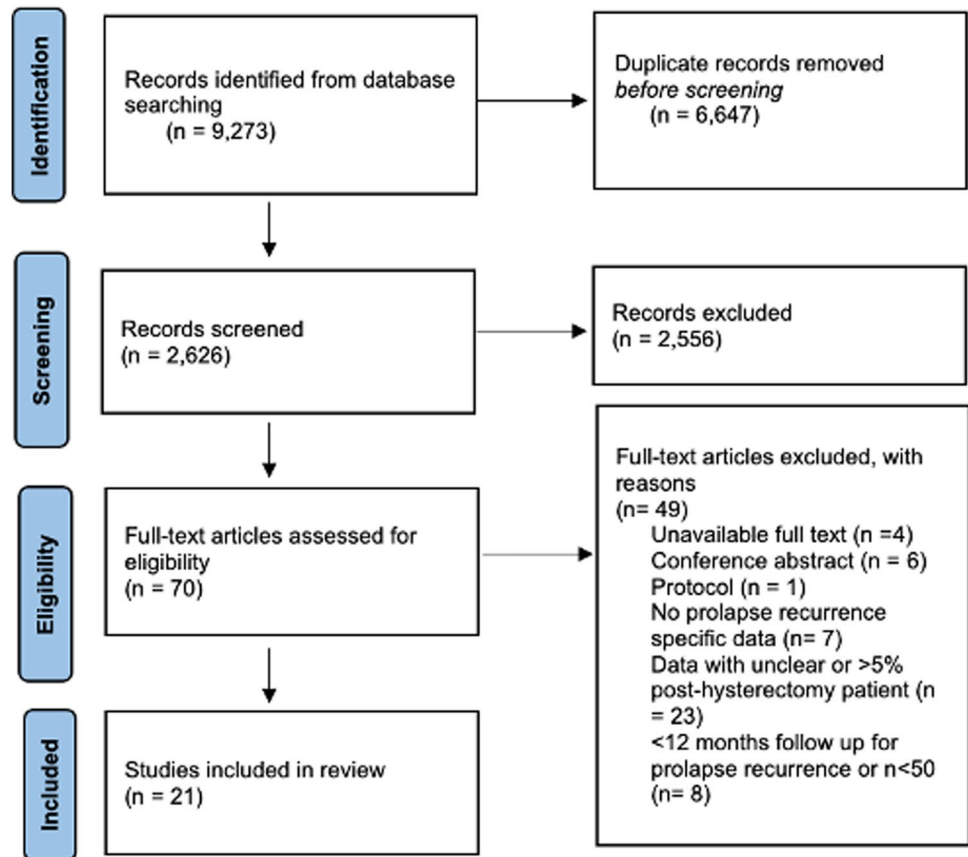 Identification
Records identified from database
searching
(n = 9,273)
Duplicate records removed
before screening
(n = 6,647)
Screening
Records screened
(n = 2,626)
Records excluded
(n = 2,556)
Eligibility
Full-text articles assessed for
eligibility
(n = 70)
Full-text articles excluded, with
reasons
(n= 49)
Unavailable full text (n =4)
Conference abstract (n = 6)
Protocol (n = 1)
No prolapse recurrence
specific data (n= 7)
Data with unclear or >5%
post-hysterectomy patient (n
= 23)
<12 months follow up for
prolapse recurrence or n<50
(n= 8)
Included
Studies included in review
(n = 21)